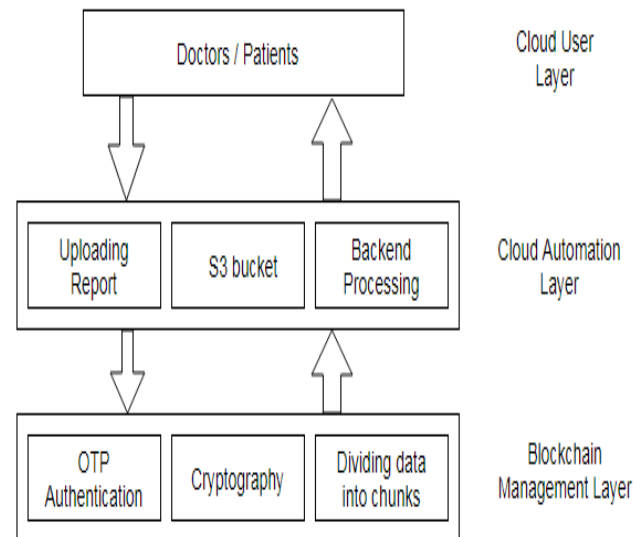 Doctors / Patients
Cloud User
Layer
Uploading
Report
S3 bucket
Backend
Processing
Cloud Automation
Layer
OTP
Authentication
Cryptography
Dividing data
into chunks
Blockchain
Management Layer